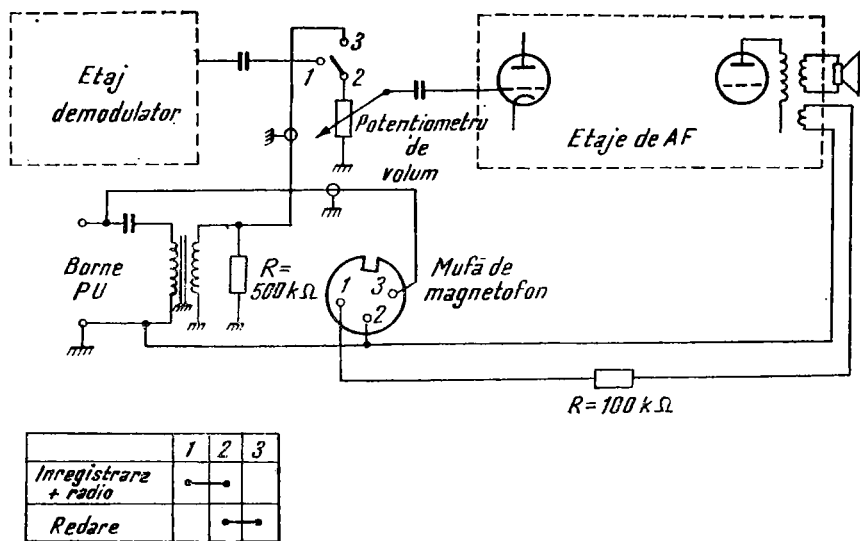 Etaj
demodulator
3
1
2
Potentiometru
de
volum
Etaje de AF
Borne
PU
R=
500 kΩ
1
3
2
Mufă de
magnetofon
R=100 kΩ
1 2 3
Inregistrare
+ radio
Redare